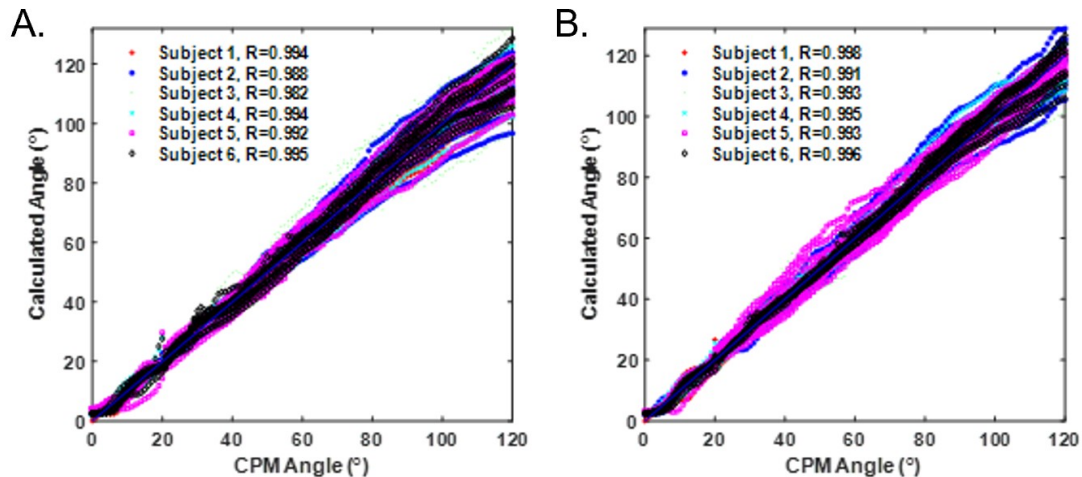 A.
120
100
80
60
40
20
0
Calculated Angle (°)
Subject 1, R=0.994
Subject 2, R=0.988
Subject 3, R=0.982
Subject 4, R=0.994
Subject 5, R=0.992
Subject 6, R=0.995
0 20 40 60 80 100 120
CPM Angle (°)
B.
120
100
80
60
40
20
0
Calculated Angle (°)
Subject 1, R=0.998
Subject 2, R=0.991
Subject 3, R=0.993
Subject 4, R=0.995
Subject 5, R=0.993
Subject 6, R=0.996
0 20 40 60 80 100 120
CPM Angle (°)